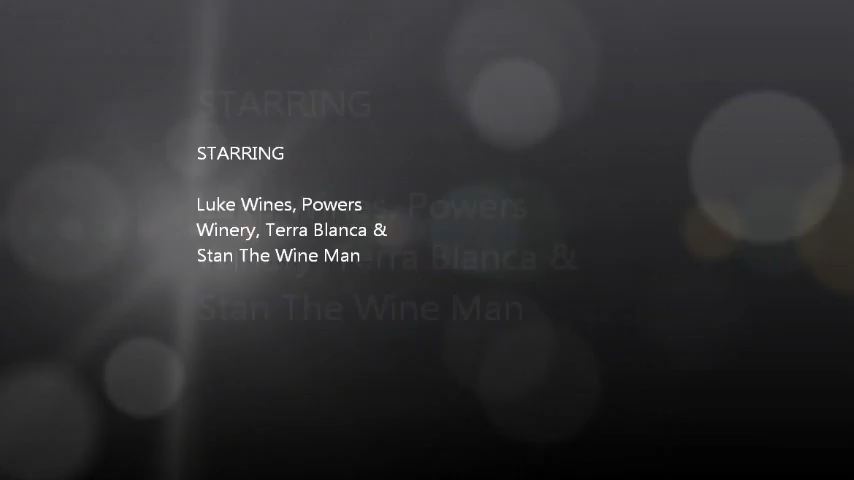 STARRING
Luke Wines, Powers
Winery, Terra Blanca &
Stan The Wine Man